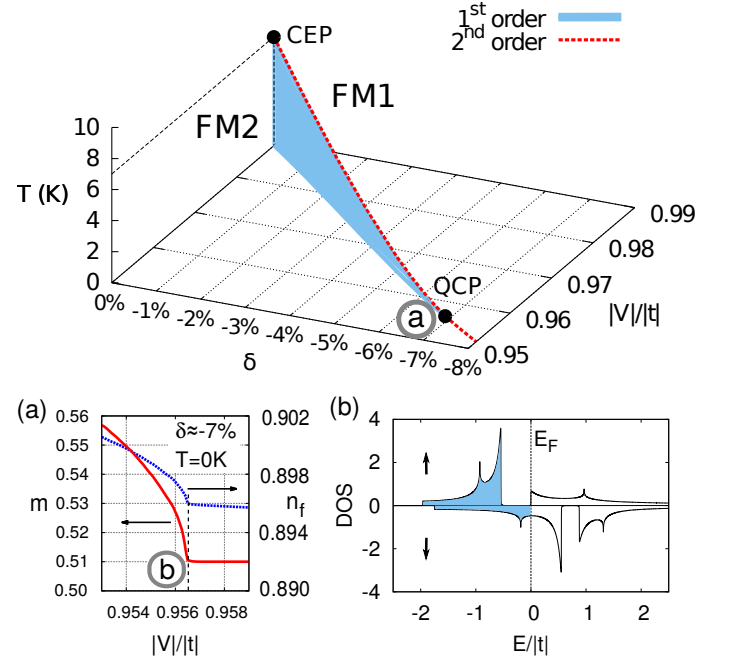 1st order
2nd order
CEP
FM1
FM2
T (K)
10
8
6
4
2
0
0% -1% -2% -3% -4% -5% -6% -7% -8%
δ
0.99
0.98
0.97
0.96
0.95
|V|/|t|
QCP
a
(a)
0.56
0.55
0.54
0.53
0.52
0.51
0.50
m
0.902
0.898
0.894
0.890
nf
δ≈-7%
T=0K
b
0.954 0.956 0.958
|V|/|t|
(b)
4
2
0
-2
-4
DOS
EF
-2 -1 0 1 2
E/|t|